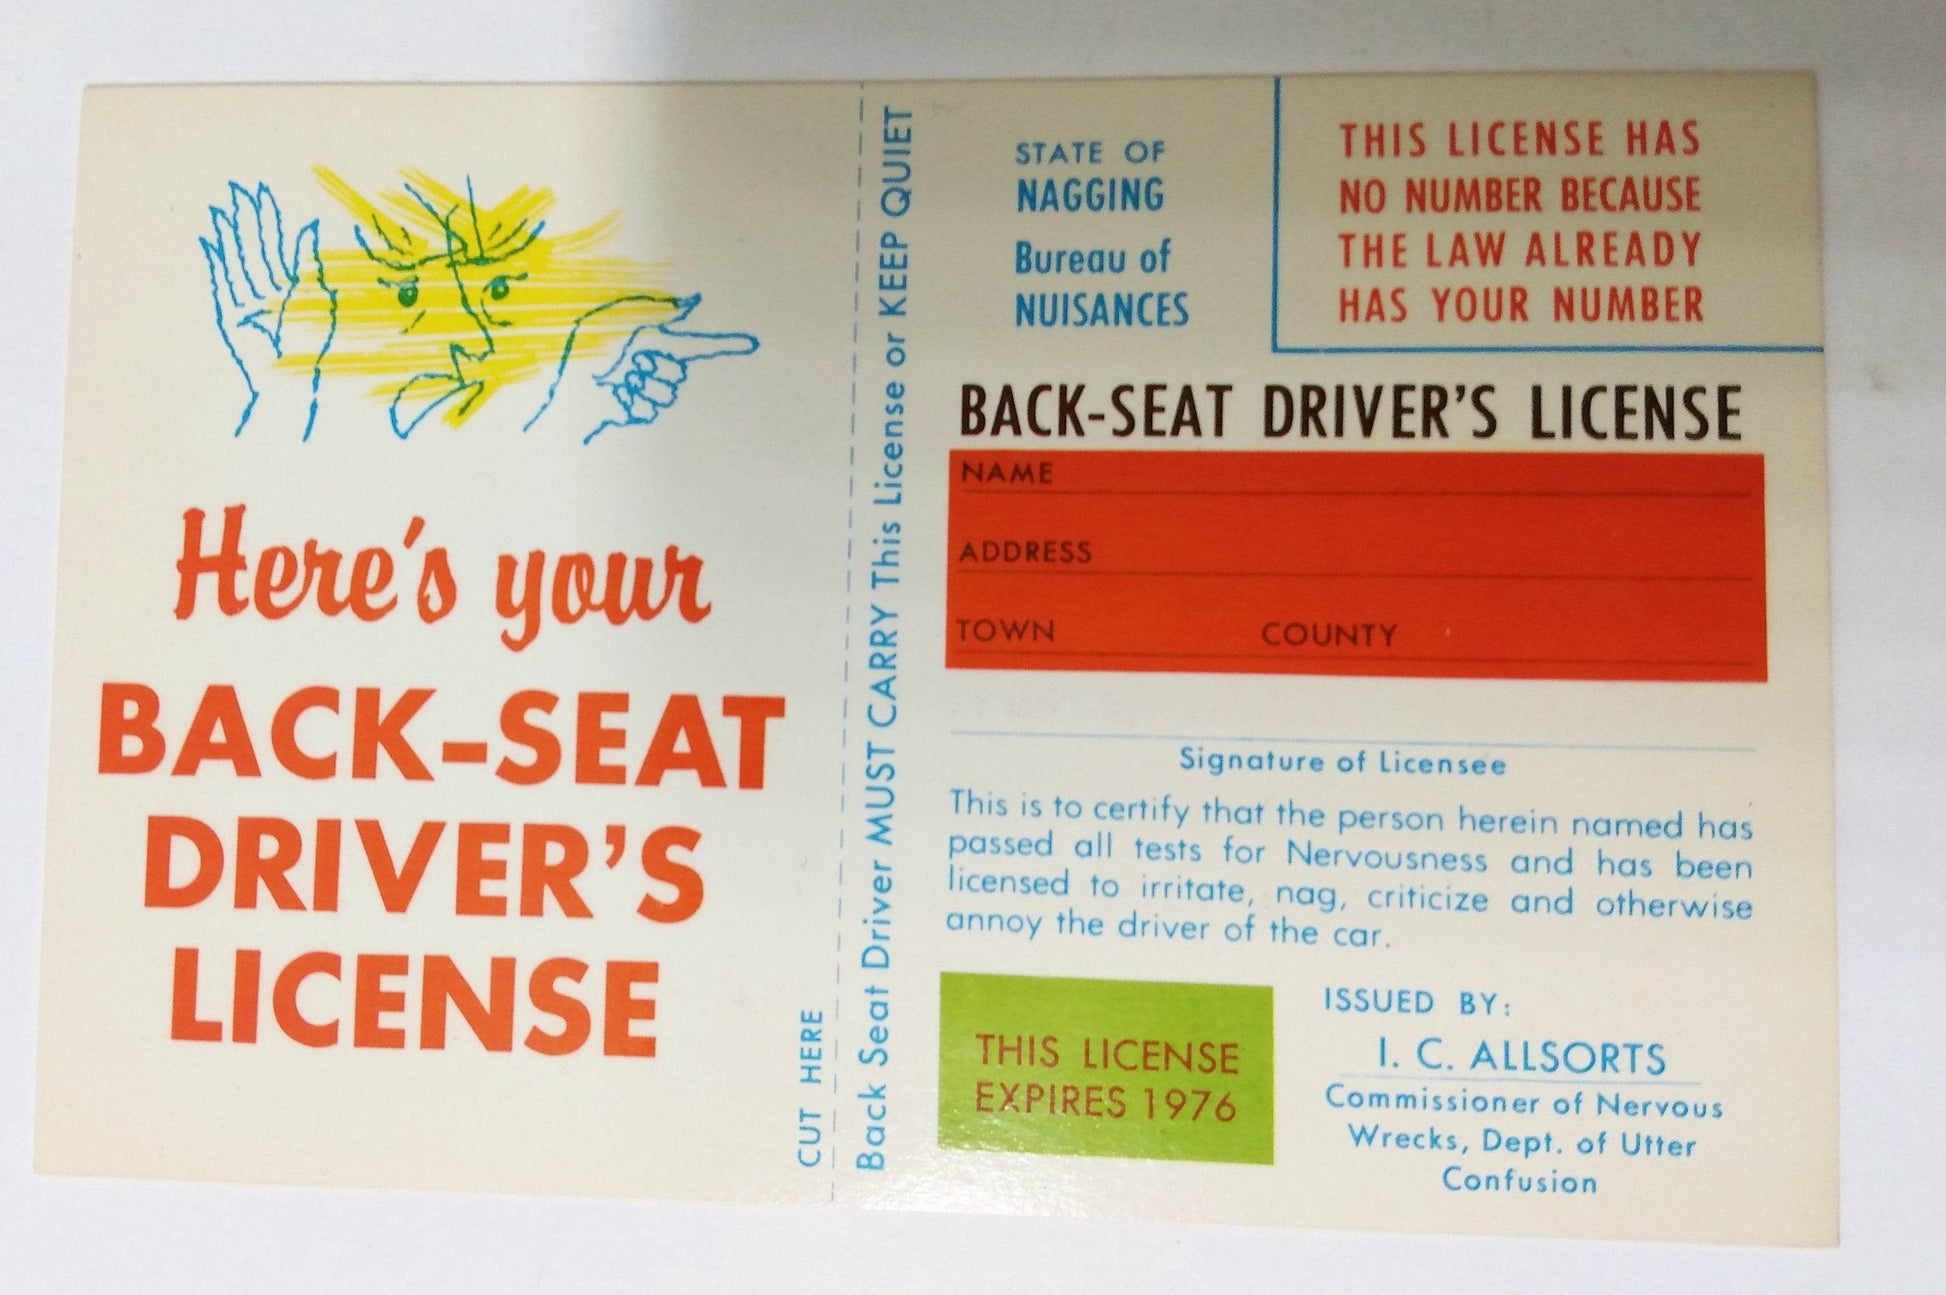 Here's your
BACK-SEAT
DRIVER'S
LICENSE
CUT HERE
Back Seat Driver MUST CARRY This License or KEEP QUIET
STATE OF
NAGGING
Bureau of
NUISANCES
THIS LICENSE HAS
NO NUMBER BECAUSE
THE LAW ALREADY
HAS YOUR NUMBER
BACK-SEAT DRIVER'S LICENSE
NAME
ADDRESS
TOWN COUNTY
Signature of Licensee
This is to certify that the person herein named has
passed all tests for Nervousness and has been
licensed to irritate, nag, criticize and otherwise
annoy the driver of the car.
THIS LICENSE
EXPIRES 1976
ISSUED BY:
I. C. ALLSORTS
Commissioner of Nervous
Wrecks, Dept. of Utter
Confusion